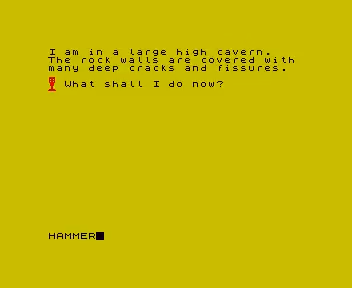 I am in a large high cavern.
The rock walls are covered with
many deep cracks and fissures.
What shall I do now?
HAMMER